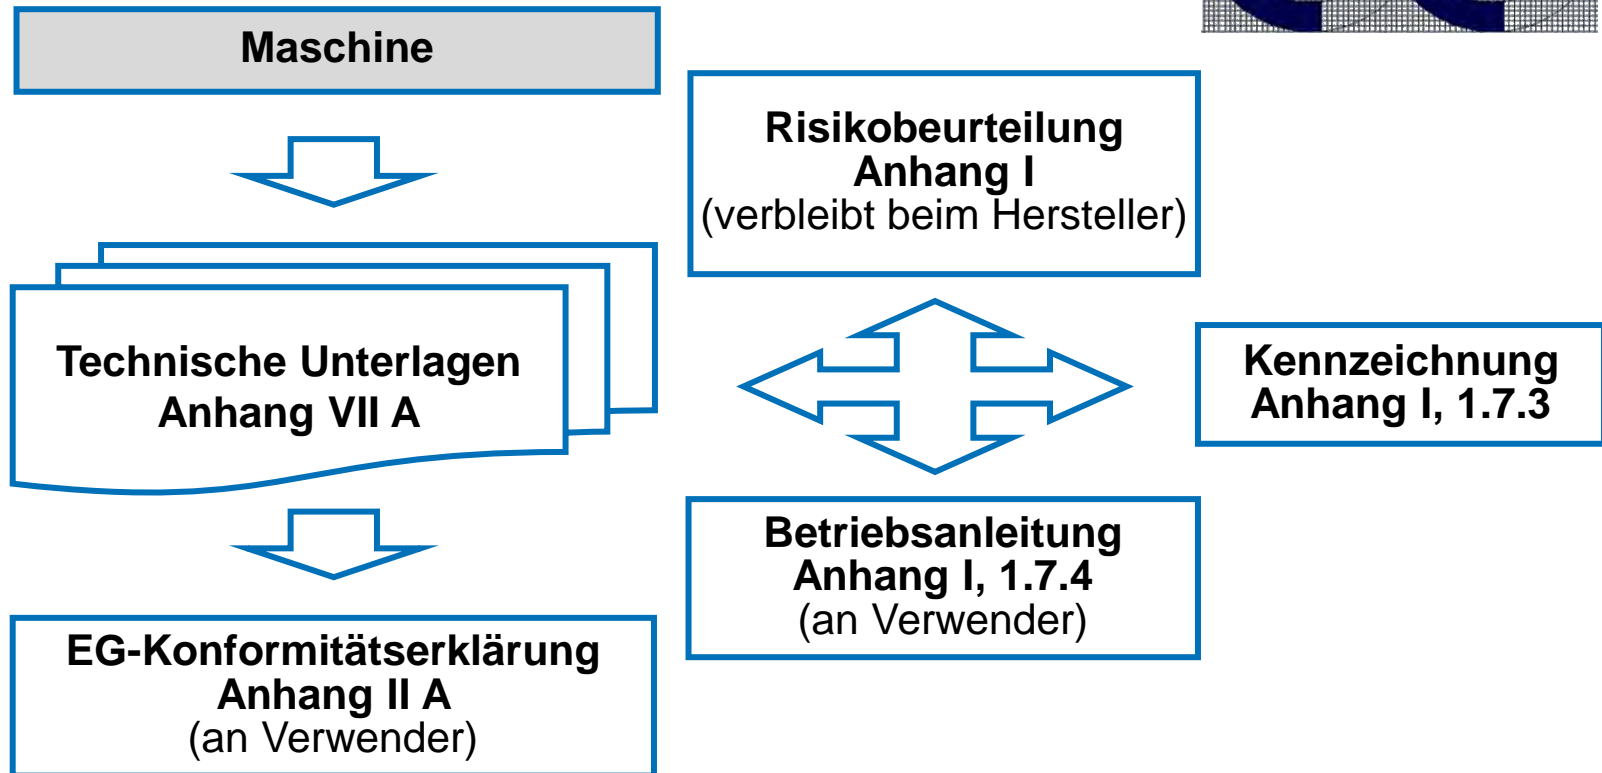 Maschine
Risikobeurteilung
Anhang I
(verbleibt beim Hersteller)
Technische Unterlagen
Anhang VII A
Kennzeichnung
Anhang I, 1.7.3
Betriebsanleitung
Anhang I, 1.7.4
(an Verwender)
EG-Konformitätserklärung
Anhang II A
(an Verwender)